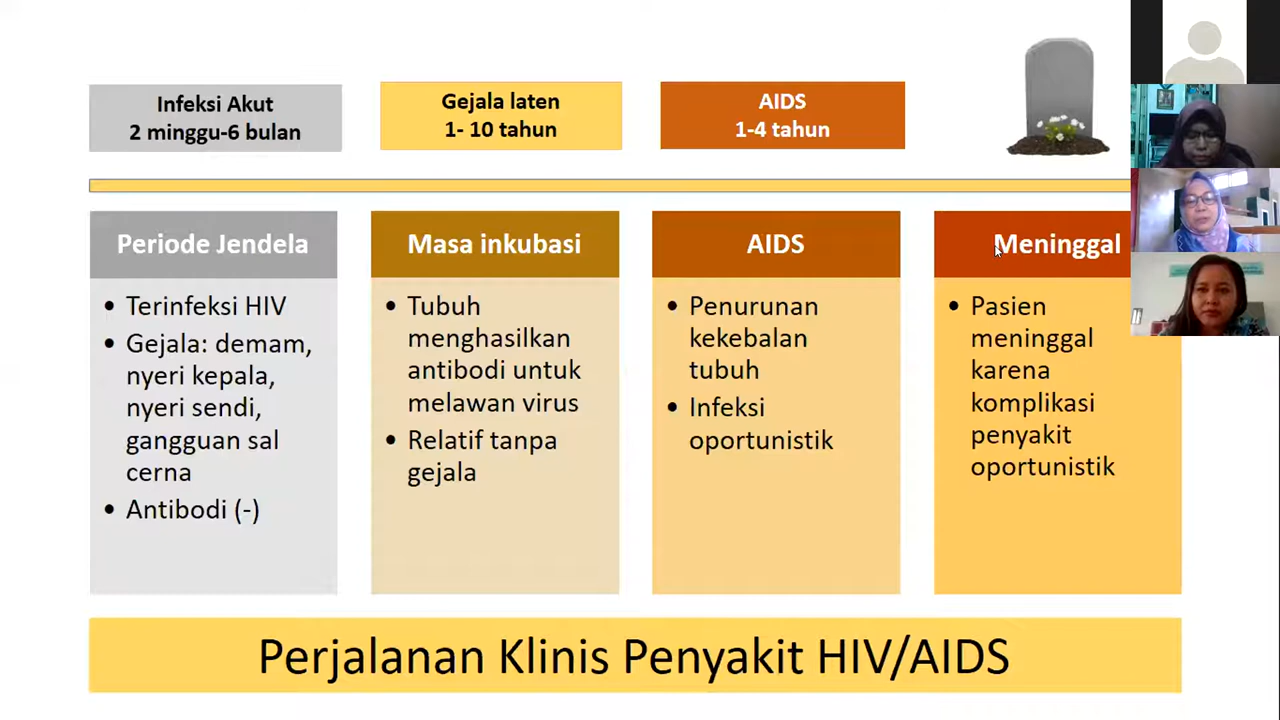 Infeksi Akut
2 minggu-6 bulan
Gejala laten
1- 10 tahun
AIDS
1-4 tahun
Periode Jendela
• Terinfeksi HIV
• Gejala: demam,
nyeri kepala,
nyeri sendi,
gangguan sal
cerna
• Antibodi (-)
Masa inkubasi
• Tubuh
menghasilkan
antibodi untuk
melawan virus
• Relatif tanpa
gejala
AIDS
• Penurunan
kekebalan
tubuh
• Infeksi
oportunistik
Meninggal
• Pasien
meninggal
karena
komplikasi
penyakit
oportunistik
Perjalanan Klinis Penyakit HIV/AIDS